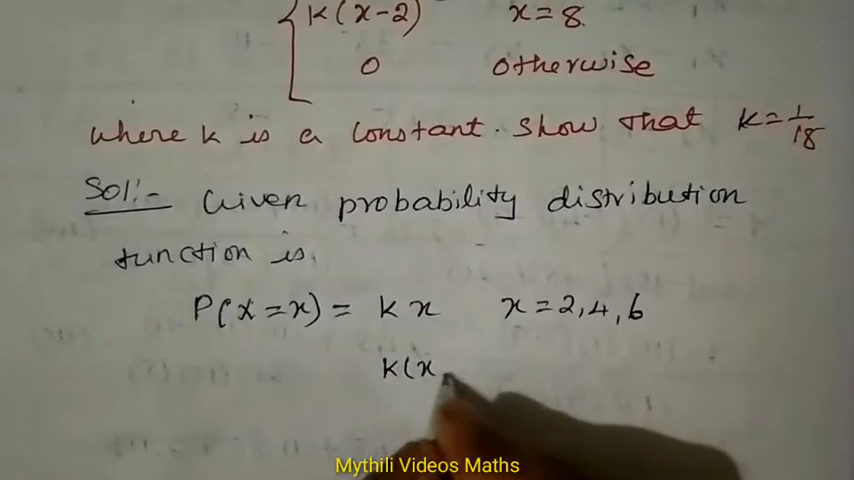 k(x-2) x=8
0 otherwise
where k is a constant. show that k=1/18
Sol:- Given probability distribution
function is.
P(X=x) = kx x=2,4,6
k(x
Mythili Videos Maths